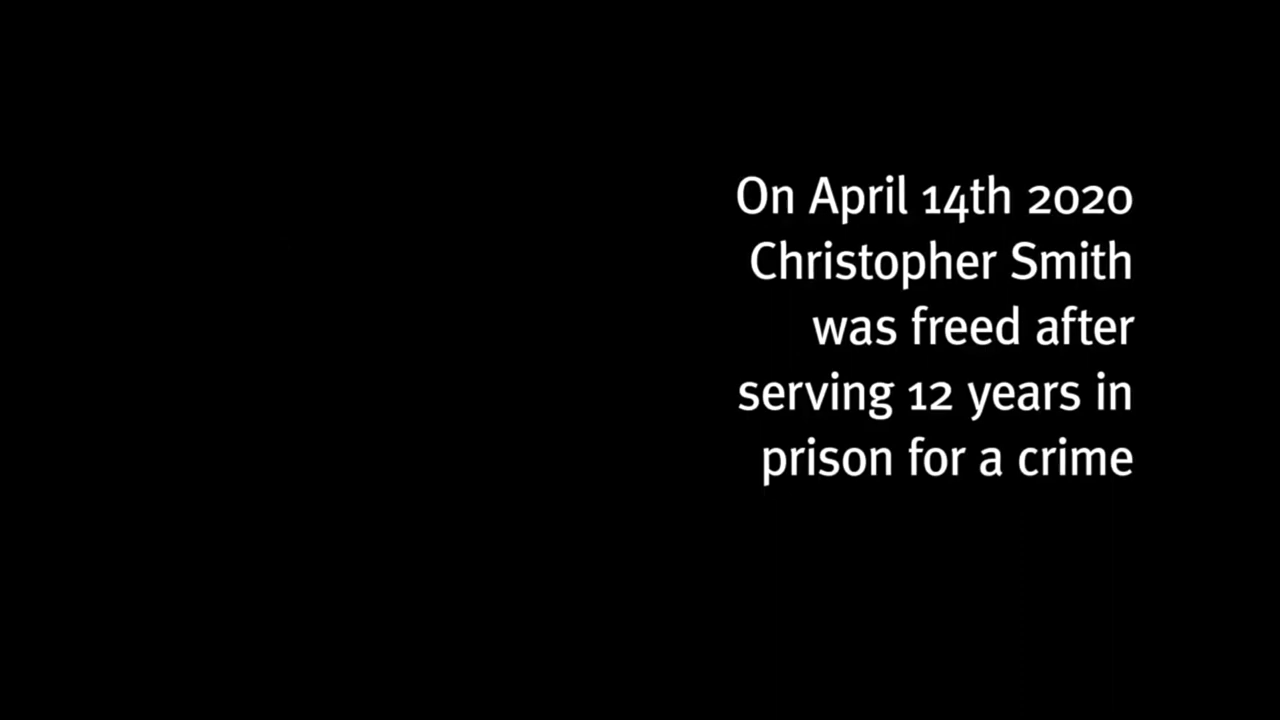 On April 14th 2020
Christopher Smith
was freed after
serving 12 years in
prison for a crime